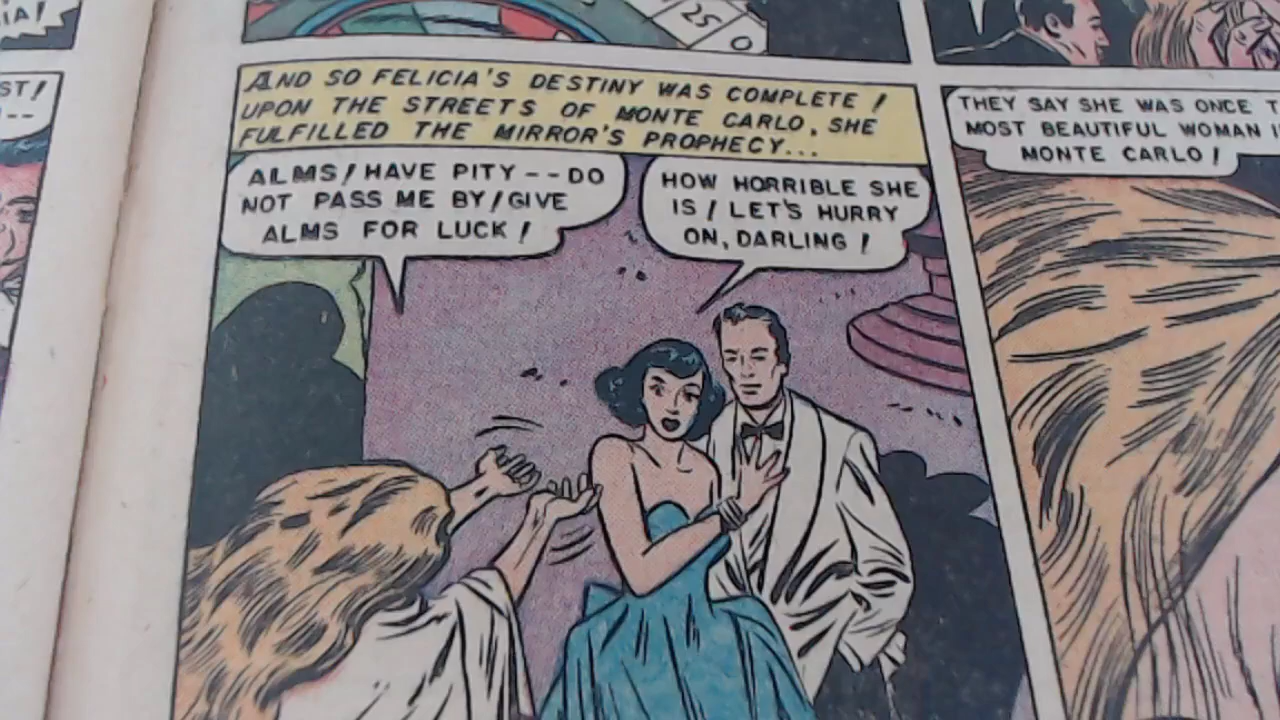 IA!
ST!
--
25
0
AND SO FELICIA'S DESTINY WAS COMPLETE!
UPON THE STREETS OF MONTE CARLO, SHE
FULFILLED THE MIRROR'S PROPHECY...
ALMS! HAVE PITY -- DO
NOT PASS ME BY! GIVE
ALMS FOR LUCK!
HOW HORRIBLE SHE
IS! LET'S HURRY
ON, DARLING!
THEY SAY SHE WAS ONCE T
MOST BEAUTIFUL WOMAN I
MONTE CARLO!